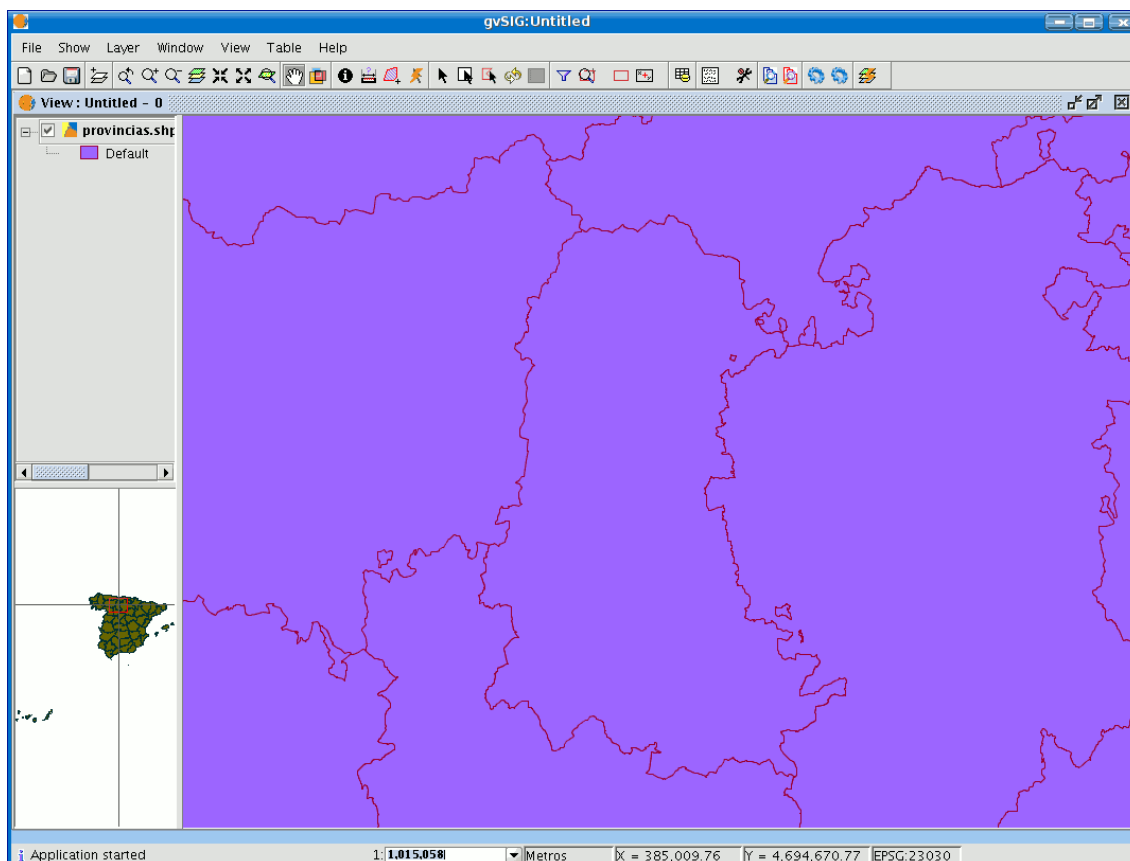 gvSIG:Untitled
File Show Layer Window View Table Help
View : Untitled - 0
provincias.shp
Default
Application started 1: 1,015,058 Metros X = 385,009.76 Y = 4,694,670.77 EPSG:23030